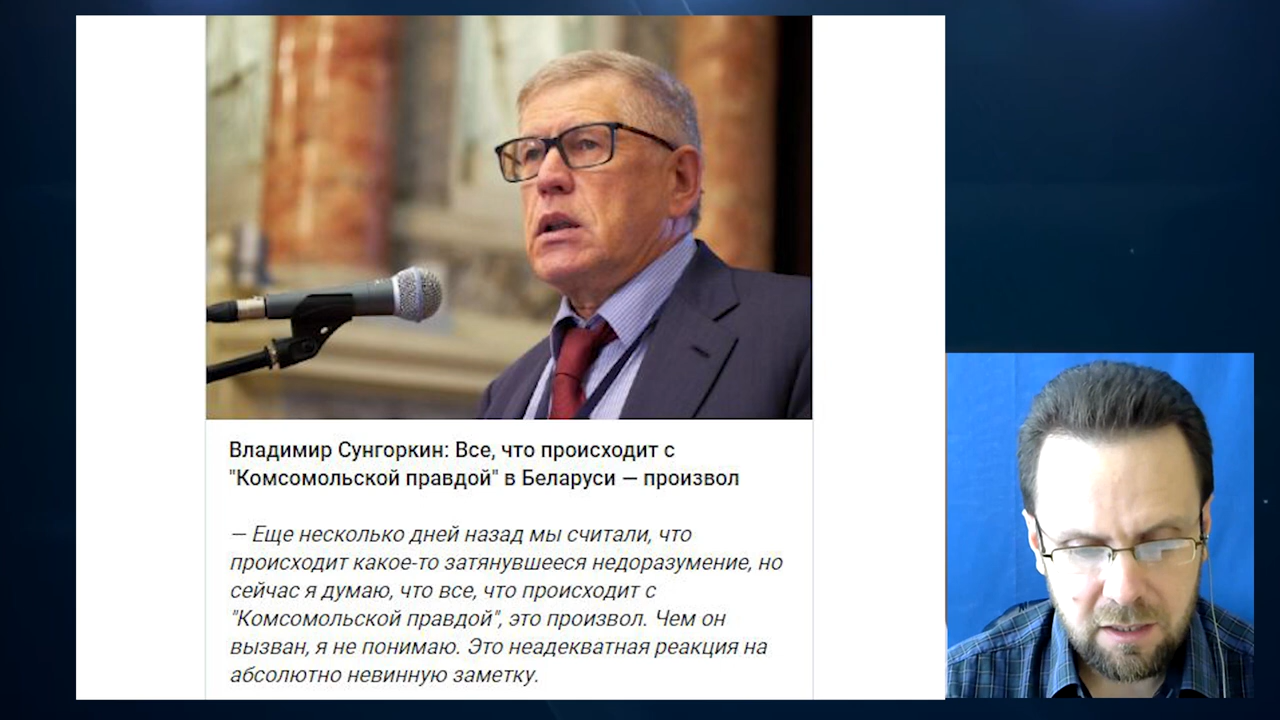 Владимир Сунгоркин: Все, что происходит с
"Комсомольской правдой" в Беларуси — произвол
— Еще несколько дней назад мы считали, что
происходит какое-то затянувшееся недоразумение, но
сейчас я думаю, что все, что происходит с
"Комсомольской правдой", это произвол. Чем он
вызван, я не понимаю. Это неадекватная реакция на
абсолютно невинную заметку.